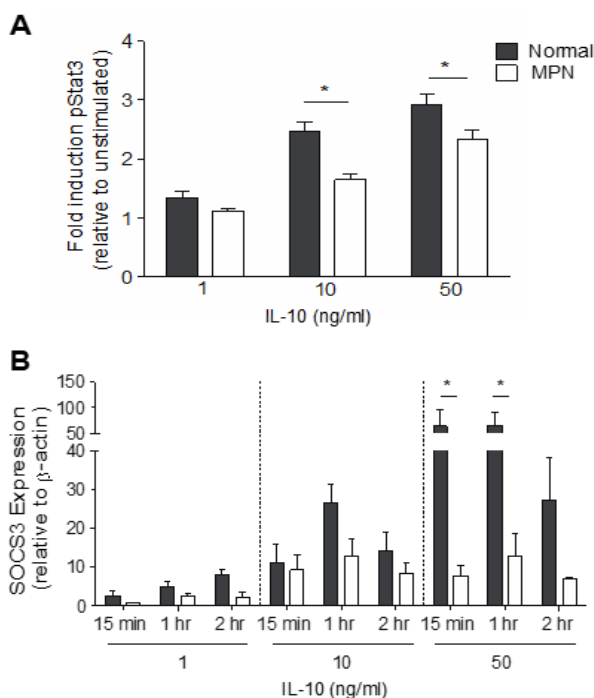 A
Fold induction pStat3
(relative to unstimulated)
4
3
2
1
0
Normal
MPN
*
*
1
10
50
IL-10 (ng/ml)
B
SOCS3 Expression
(relative to β-actin)
150
100
50
40
30
20
10
0
*
*
15 min 1 hr 2 hr 15 min 1 hr 2 hr 15 min 1 hr 2 hr
1
10
50
IL-10 (ng/ml)